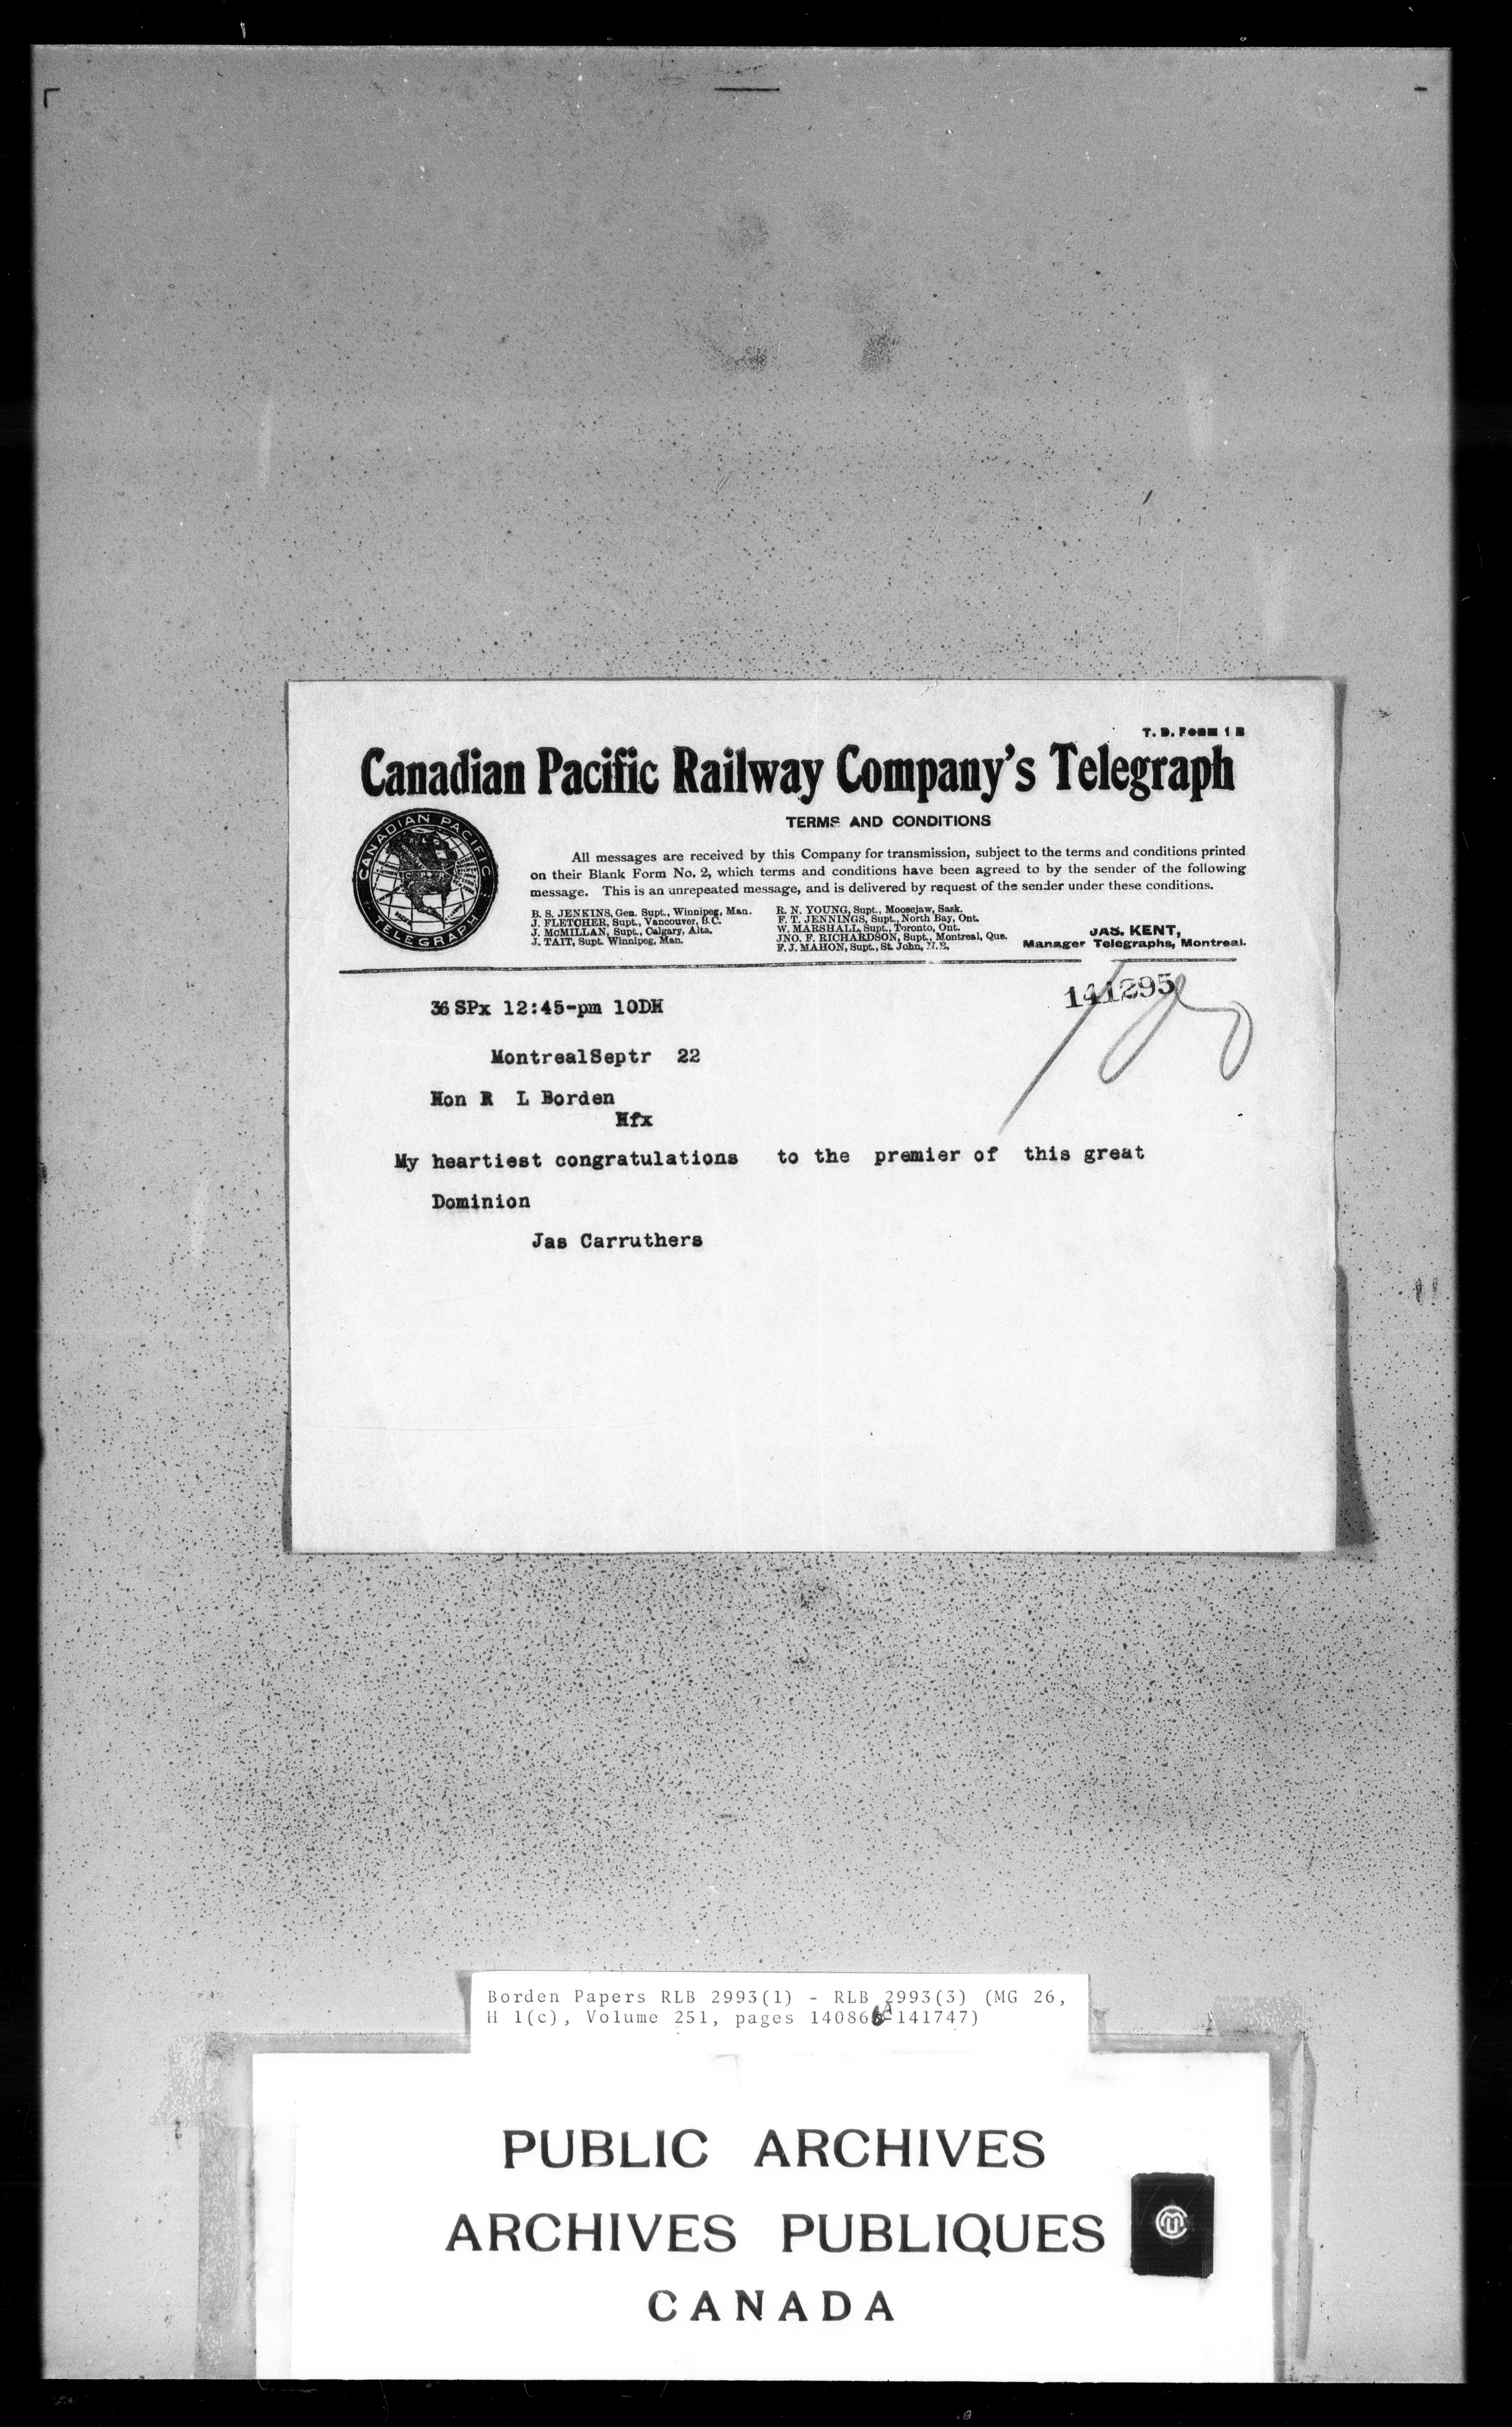 T. D. FORM 1 B
Canadian Pacific Railway Company's Telegraph
TERMS AND CONDITIONS
CANADIAN PACIFIC
TELEGRAPH
All messages are received by this Company for transmission, subject to the terms and conditions printed
on their Blank Form No. 2, which terms and conditions have been agreed to by the sender of the following
message. This is an unrepeated message, and is delivered by request of the sender under these conditions.
B. S. JENKINS, Gen. Supt., Winnipeg, Man.
J. FLETCHER, Supt., Vancouver, B.C.
J. McMILLAN, Supt., Calgary, Alta.
J. TAIT, Supt. Winnipeg, Man.
R. N. YOUNG, Supt., Moosejaw, Sask.
F. T. JENNINGS, Supt., North Bay, Ont.
W. MARSHALL, Supt., Toronto, Ont.
JNO. F. RICHARDSON, Supt., Montreal, Que.
F. J. MAHON, Supt., St. John, N.B.
JAS. KENT,
Manager Telegraphs, Montreal.
141295
36 SPx 12:45-pm 10DH
MontrealSeptr 22
Hon R L Borden
Hfx
My heartiest congratulations to the premier of this great
Dominion
Jas Carruthers
Borden Papers RLB 2993(1) - RLB 2993(3) (MG 26,
H 1(c), Volume 251, pages 140866A-141747)
PUBLIC ARCHIVES
ARCHIVES PUBLIQUES
CANADA